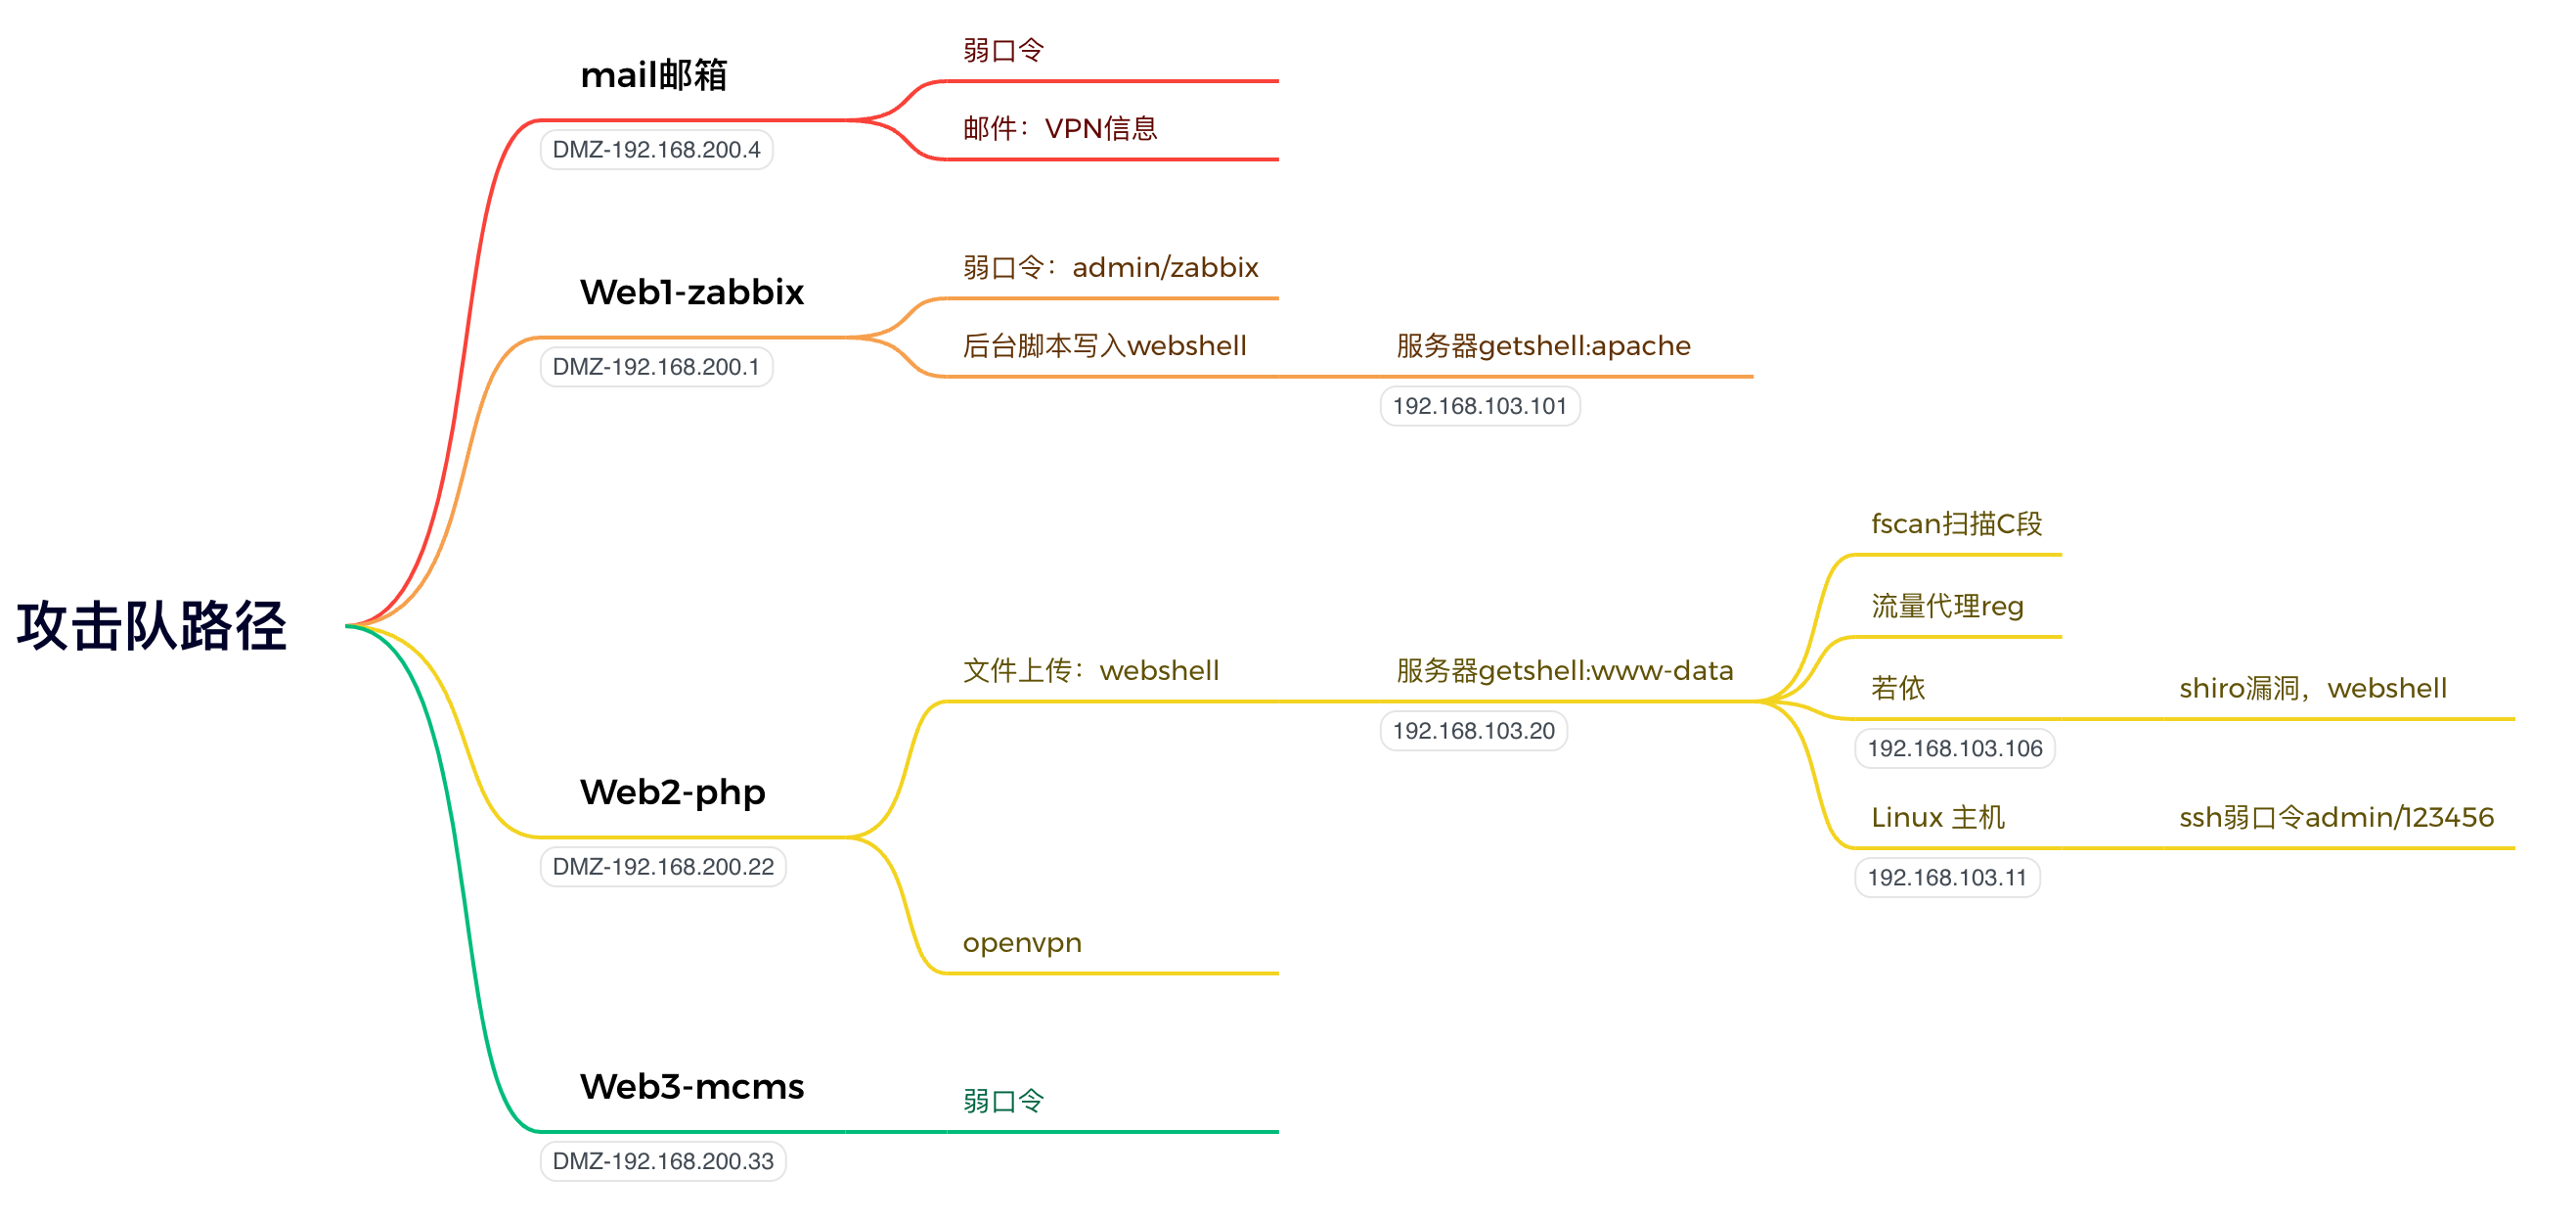 攻击队路径
mail邮箱
DMZ-192.168.200.4
弱口令
邮件：VPN信息
Web1-zabbix
DMZ-192.168.200.1
弱口令：admin/zabbix
后台脚本写入webshell
服务器getshell:apache
192.168.103.101
Web2-php
DMZ-192.168.200.22
文件上传：webshell
服务器getshell:www-data
192.168.103.20
fscan扫描C段
流量代理reg
若依
192.168.103.106
shiro漏洞，webshell
Linux 主机
192.168.103.11
ssh弱口令admin/123456
openvpn
Web3-mcms
DMZ-192.168.200.33
弱口令